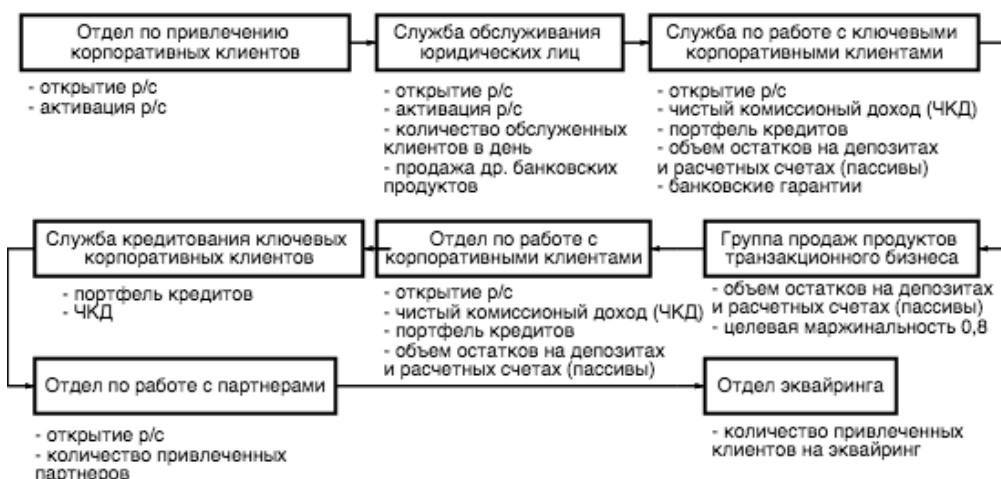 Отдел по привлечению
корпоративных клиентов
- открытие р/с
- активация р/с
Служба обслуживания
юридических лиц
- открытие р/с
- активация р/с
- количество обслуженных
клиентов в день
- продажа др. банковских
продуктов
Служба по работе с ключевыми
корпоративными клиентами
- открытие р/с
- чистый комиссионый доход (ЧКД)
- портфель кредитов
- объем остатков на депозитах
и расчетных счетах (пассивы)
- банковские гарантии
Группа продаж продуктов
транзакционного бизнеса
- объем остатков на депозитах
и расчетных счетах (пассивы)
- целевая маржинальность 0,8
Отдел по работе с
корпоративными клиентами
- открытие р/с
- чистый комиссионый доход (ЧКД)
- портфель кредитов
- объем остатков на депозитах
и расчетных счетах (пассивы)
Служба кредитования ключевых
корпоративных клиентов
- портфель кредитов
- ЧКД
Отдел по работе с партнерами
- открытие р/с
- количество привлеченных
партнеров
Отдел эквайринга
- количество привлеченных
клиентов на эквайринг